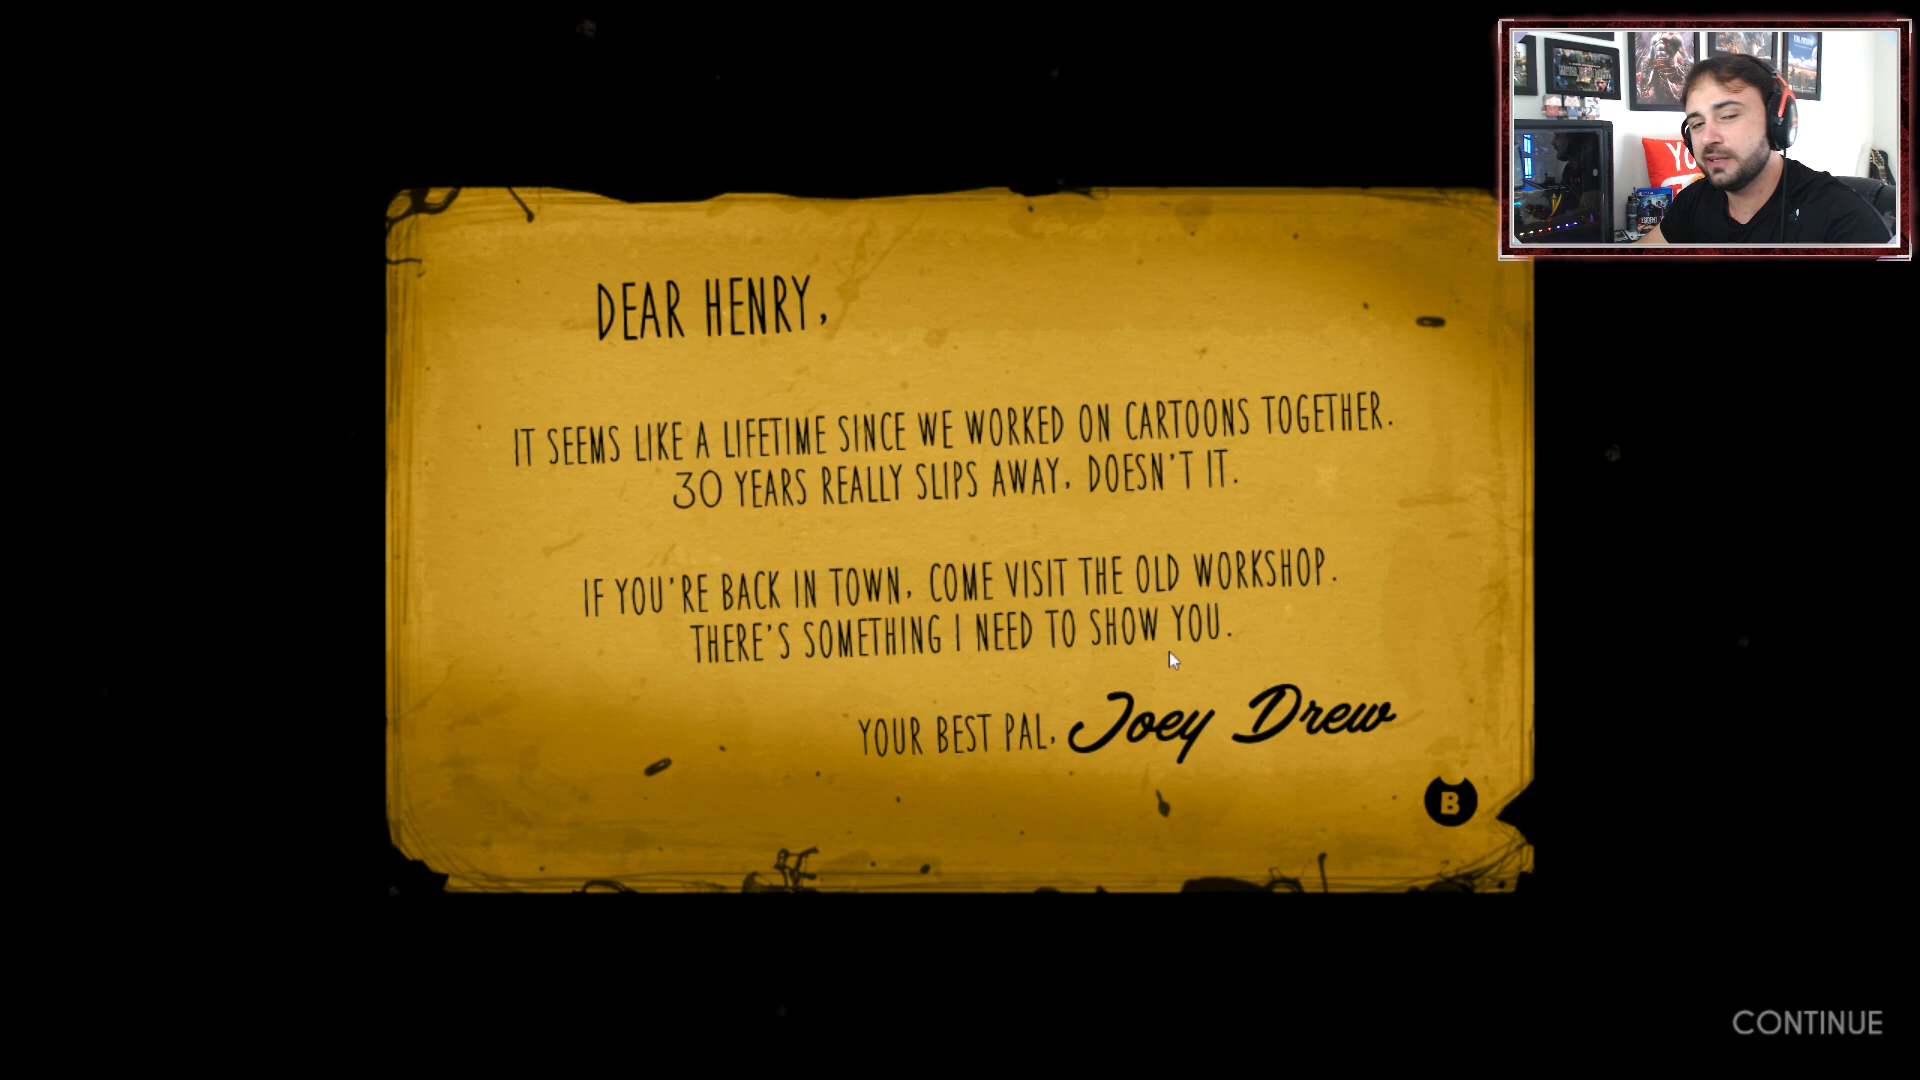 DEAR HENRY,
IT SEEMS LIKE A LIFETIME SINCE WE WORKED ON CARTOONS TOGETHER.
30 YEARS REALLY SLIPS AWAY, DOESN'T IT.
IF YOU'RE BACK IN TOWN, COME VISIT THE OLD WORKSHOP.
THERE'S SOMETHING I NEED TO SHOW YOU.
YOUR BEST PAL, Joey Drew
B
CONTINUE